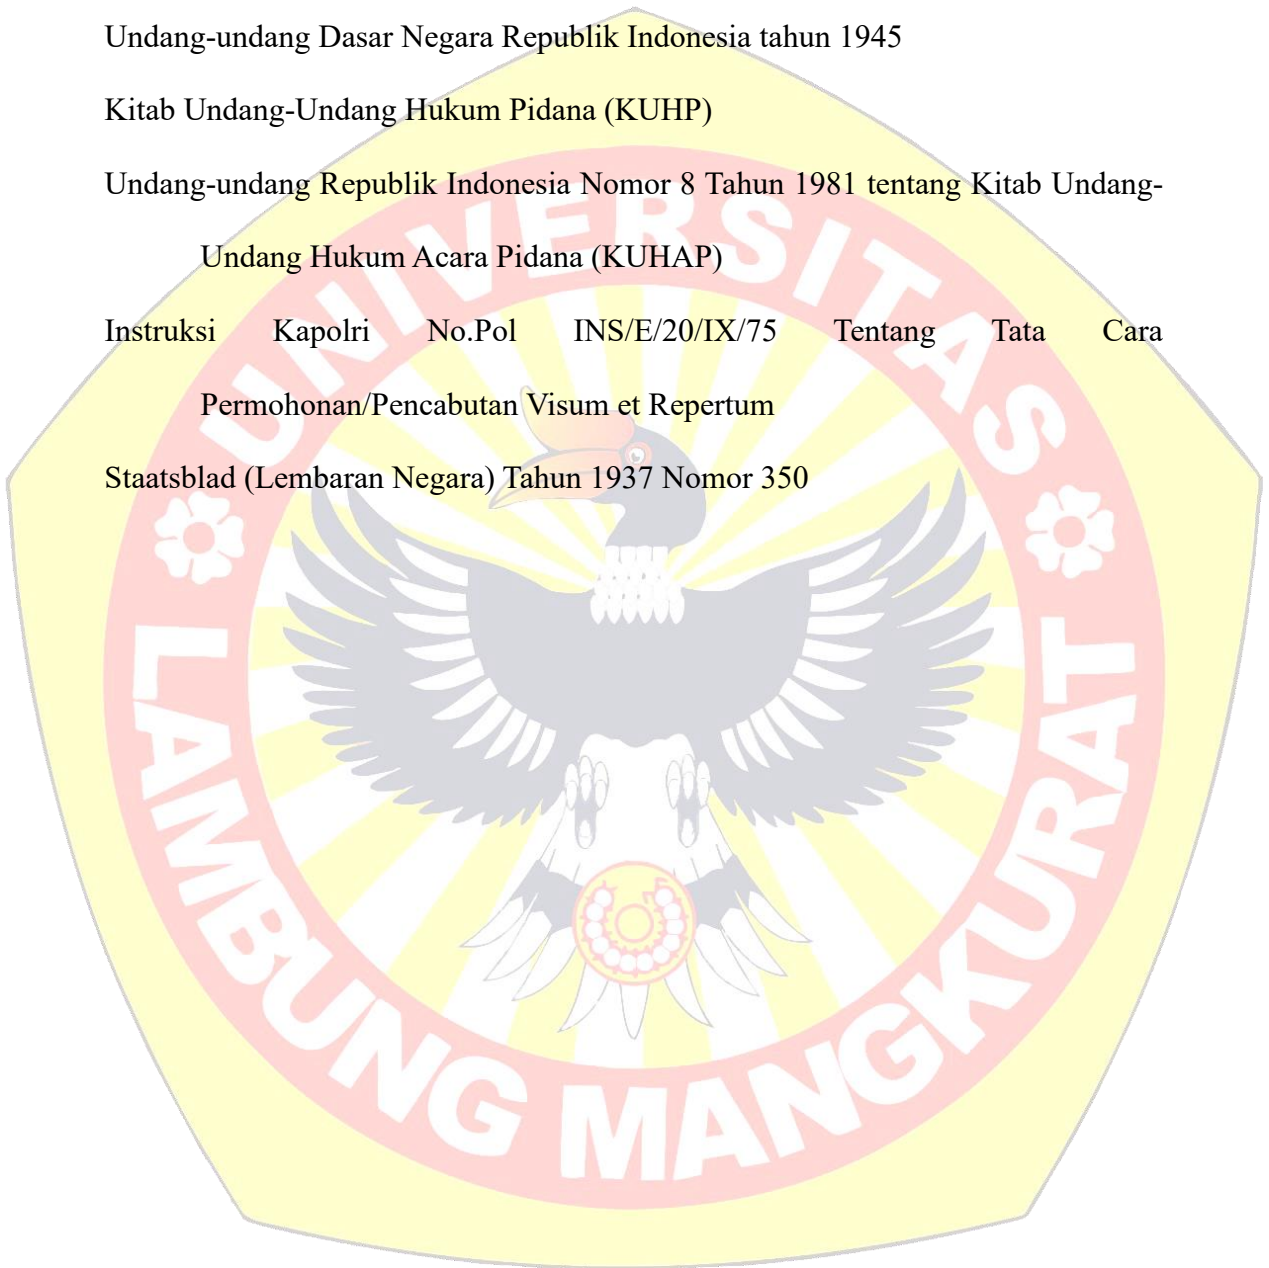 Undang-undang Dasar Negara Republik Indonesia tahun 1945
Kitab Undang-Undang Hukum Pidana (KUHP)
Undang-undang Republik Indonesia Nomor 8 Tahun 1981 tentang Kitab Undang-
Undang Hukum Acara Pidana (KUHAP)
Instruksi Kapolri No.Pol INS/E/20/IX/75 Tentang Tata Cara
Permohonan/Pencabutan Visum et Repertum
Staatsblad (Lembaran Negara) Tahun 1937 Nomor 350
UNIVERSITAS
LAMBUNG MANGKURAT